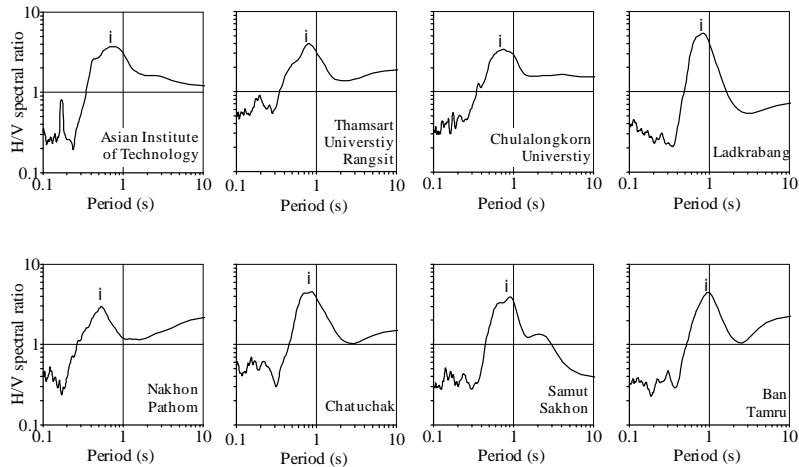 H/V spectral ratio
10
1
0.1
i
Asian Institute
of Technology
0.1 1 10
Period (s)
i
Thamsart
Universtiy
Rangsit
0.1 1 10
Period (s)
i
Chulalongkorn
Universtiy
0.1 1 10
Period (s)
i
Ladkrabang
0.1 1 10
Period (s)
H/V spectral ratio
10
1
0.1
i
Nakhon
Pathom
0.1 1 10
Period (s)
i
Chatuchak
0.1 1 10
Period (s)
i
Samut
Sakhon
0.1 1 10
Period (s)
i
Ban
Tamru
0.1 1 10
Period (s)